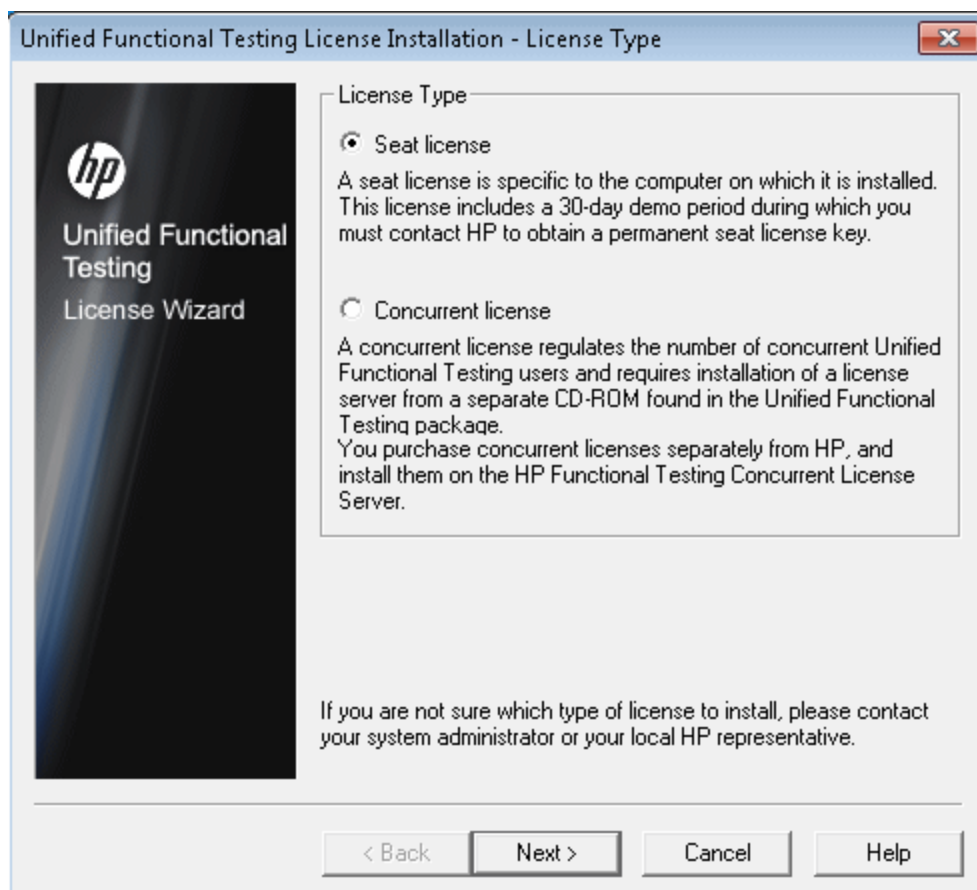 Unified Functional Testing License Installation - License Type
hp
Unified Functional
Testing
License Wizard
License Type
Seat license
A seat license is specific to the computer on which it is installed.
This license includes a 30-day demo period during which you
must contact HP to obtain a permanent seat license key.
Concurrent license
A concurrent license regulates the number of concurrent Unified
Functional Testing users and requires installation of a license
server from a separate CD-ROM found in the Unified Functional
Testing package.
You purchase concurrent licenses separately from HP, and
install them on the HP Functional Testing Concurrent License
Server.
If you are not sure which type of license to install, please contact
your system administrator or your local HP representative.
< Back
Next >
Cancel
Help